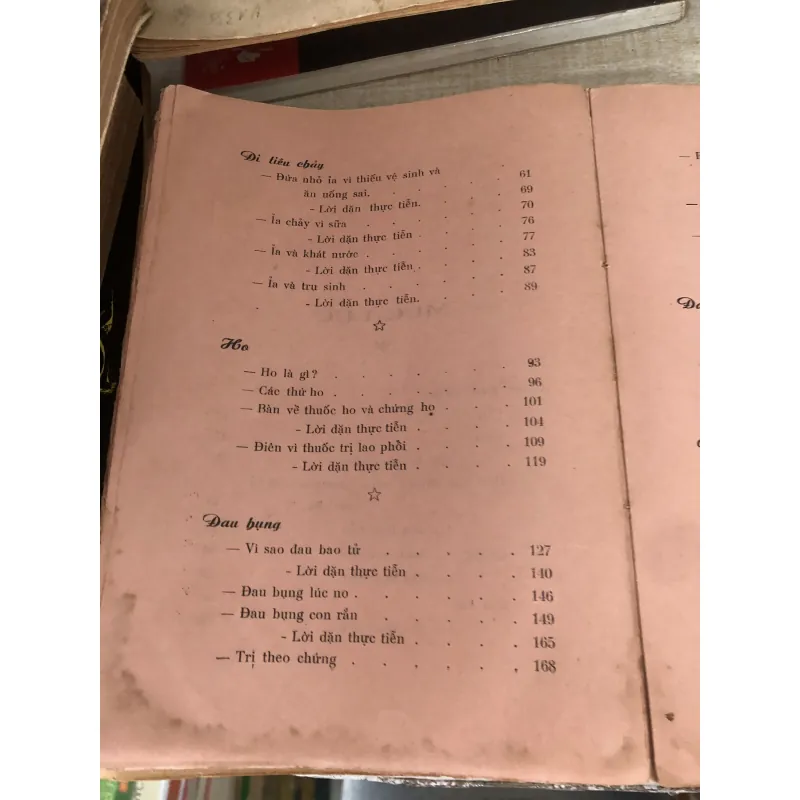 Đi tiêu chảy
— Đứa nhỏ ỉa vì thiếu vệ sinh và
ăn uống sai. . . . . . 61
- Lời dặn thực tiễn. . . . . 69
— Ỉa chảy vì sữa . . . . . 70
- Lời dặn thực tiễn . . . . 76
— Ỉa và khát nước . . . . . 77
- Lời dặn thực tiễn . . . . 83
— Ỉa và trụ sinh . . . . . 87
- Lời dặn thực tiễn. . . . . 89
☆
Ho
— Ho là gì? . . . . . . 93
— Các thứ ho . . . . . . 96
— Bàn về thuốc ho và chứng họ . . . 101
- Lời dặn thực tiễn . . . . 104
— Điên vì thuốc trị lao phổi . . . . 109
- Lời dặn thực tiễn . . . . 119
☆
Đau bụng
— Vì sao đau bao tử . . . . . 127
- Lời dặn thực tiễn . . . . 140
— Đau bụng lúc no . . . . . 146
— Đau bụng con rắn . . . . . 149
- Lời dặn thực tiễn . . . . 165
— Trị theo chứng . . . . . . 168